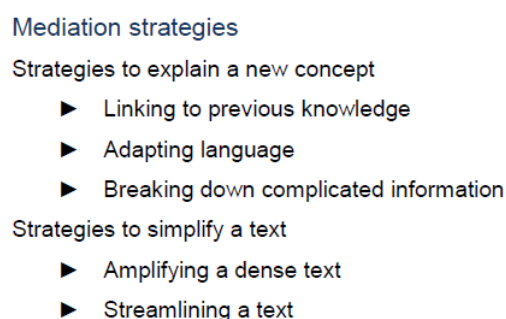 Mediation strategies
Strategies to explain a new concept
► Linking to previous knowledge
► Adapting language
► Breaking down complicated information
Strategies to simplify a text
► Amplifying a dense text
► Streamlining a text